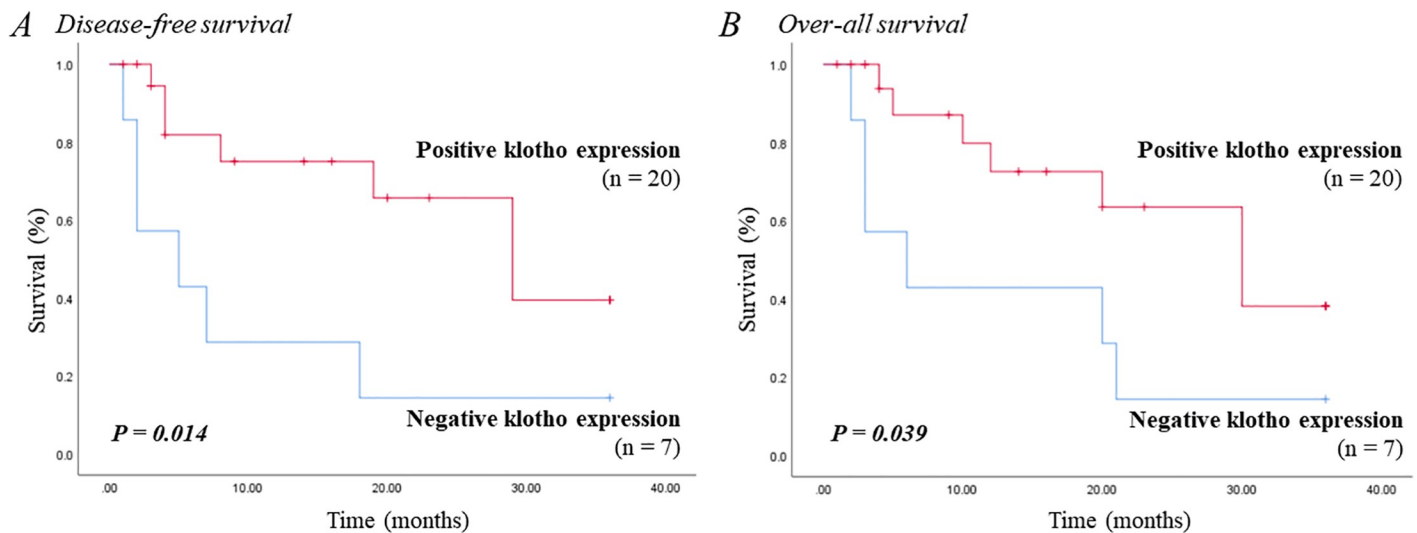 A Disease-free survival
1.0
0.8
0.6
0.4
0.2
0.0
Survival (%)
Positive klotho expression
(n = 20)
Negative klotho expression
(n = 7)
P = 0.014
.00 10.00 20.00 30.00 40.00
Time (months)
B Over-all survival
1.0
0.8
0.6
0.4
0.2
0.0
Survival (%)
Positive klotho expression
(n = 20)
Negative klotho expression
(n = 7)
P = 0.039
.00 10.00 20.00 30.00 40.00
Time (months)